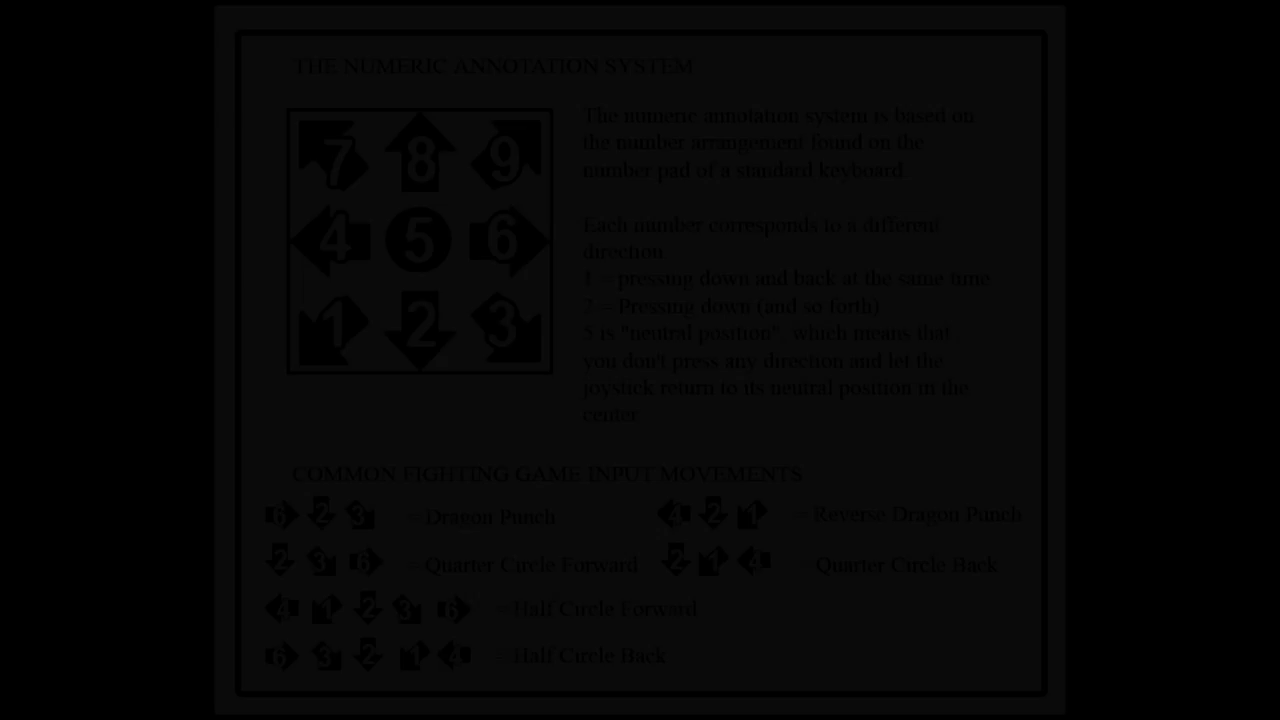 THE NUMERIC ANNOTATION SYSTEM
7 8 9
4 5 6
1 2 3
The numeric annotation system is based on
the number arrangement found on the
number pad of a standard keyboard.
Each number corresponds to a different
direction
1 = pressing down and back at the same time
2 = Pressing down (and so forth)
5 is "neutral position", which means that
you don't press any direction and let the
joystick return to its neutral position in the
center.
COMMON FIGHTING GAME INPUT MOVEMENTS
6 2 3 = Dragon Punch
4 2 1 = Reverse Dragon Punch
2 3 6 = Quarter Circle Forward
2 1 4 = Quarter Circle Back
4 1 2 3 6 = Half Circle Forward
6 3 2 1 4 = Half Circle Back